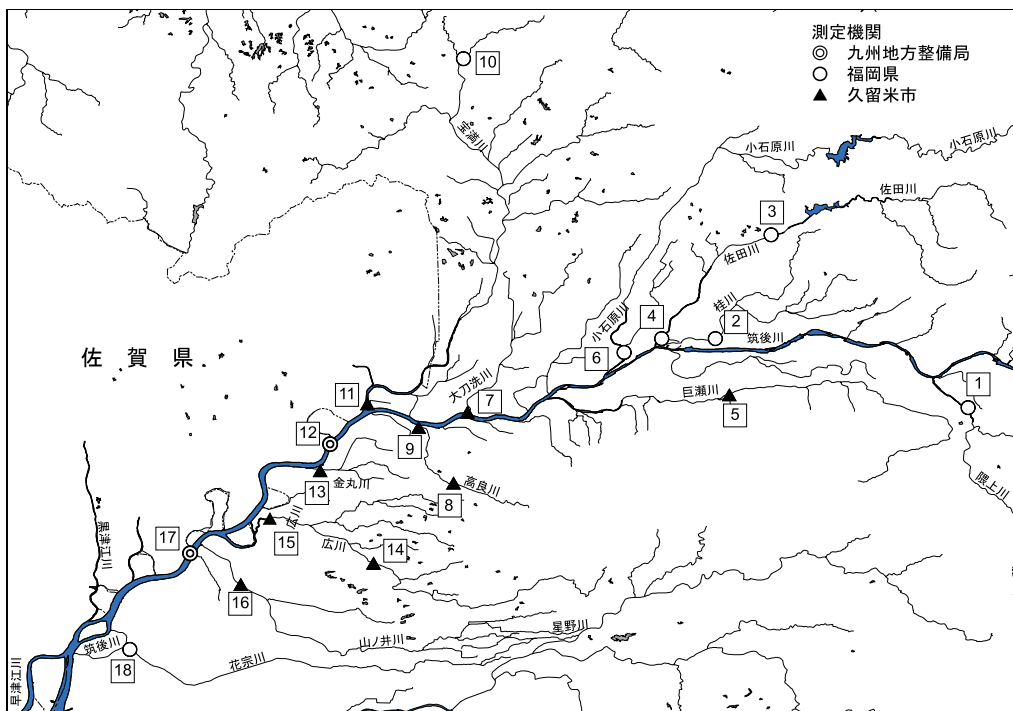 測定機関
◎ 九州地方整備局
○ 福岡県
▲ 久留米市
10
宝満川
小石原川
小石原川
佐田川
3
佐田川
小石原川
4
桂川
2
筑後川
6
佐賀県
11
大刀洗川
7
巨瀬川
5
1
12
9
13
金丸川
8
高良川
隈上川
黒津江川
17
広川
15
広川
14
16
山ノ井川
星野川
筑後川
18
花宗川
早津江川